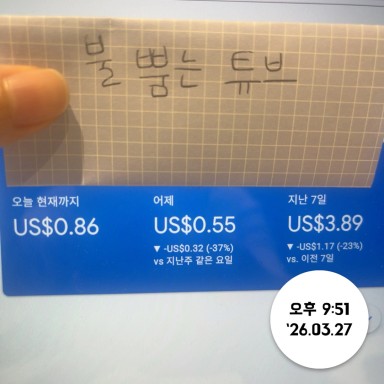 불 뿜는 튜브
오늘 현재까지
US$0.86
어제
US$0.55
▼ -US$0.32 (-37%)
vs 지난주 같은 요일
지난 7일
US$3.89
▼ -US$1.17 (-23%)
vs. 이전 7일
오후 9:51
'26.03.27